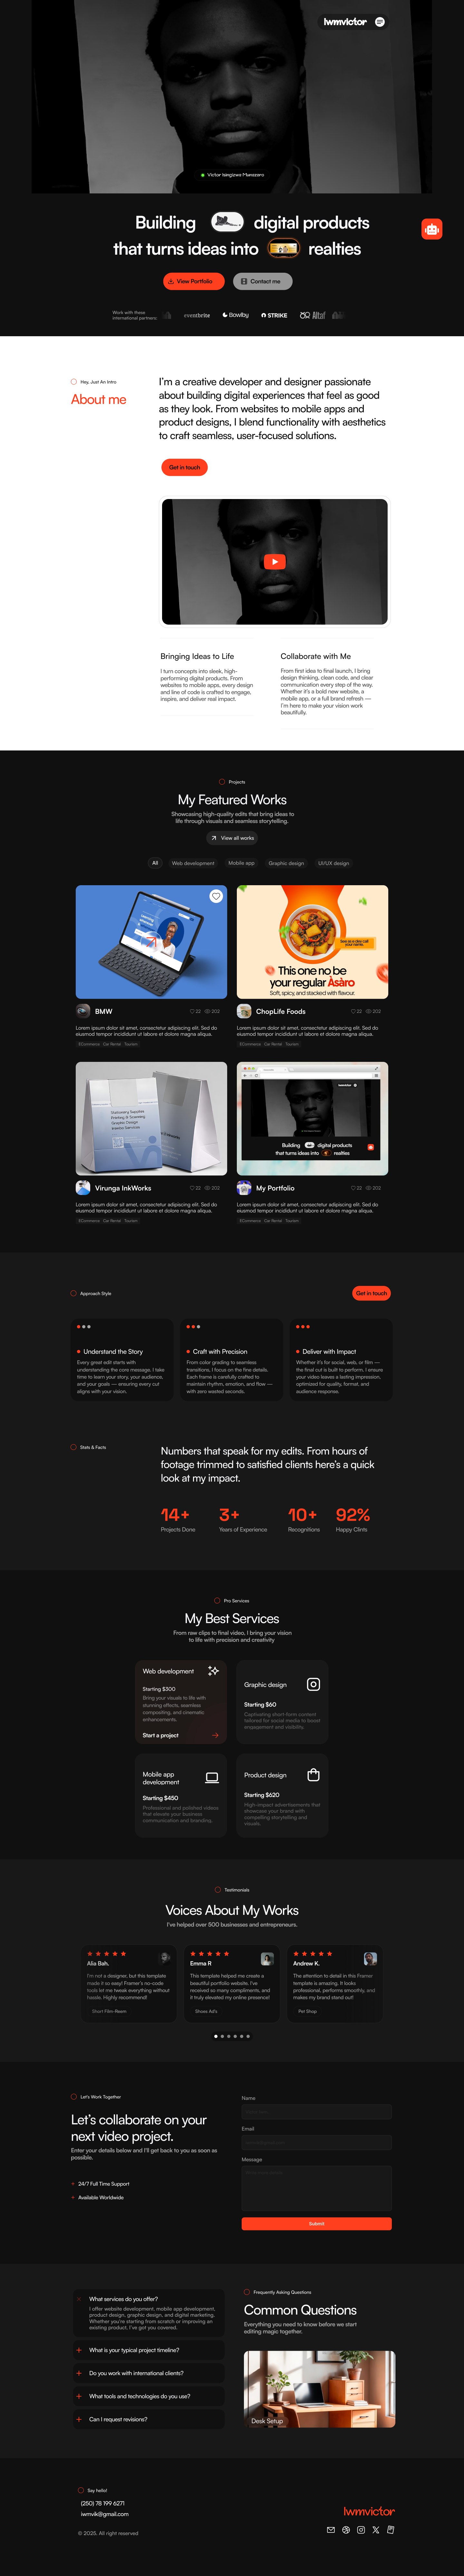 Iwmvictor
Victor Isingizwe Munezero
Building digital products
that turns ideas into realties
View Portfolio
Contact me
Work with these
international partners:
eventbrite
Bowlby
STRIKE
Hey, Just An Intro
About me
I'm a creative developer and designer passionate
about building digital experiences that feel as good
as they look. From websites to mobile apps and
product designs, I blend functionality with aesthetics
to craft seamless, user-focused solutions.
Get in touch
Bringing Ideas to Life
I turn concepts into sleek, high-
performing digital products. From
websites to mobile apps, every design
and line of code is crafted to engage,
inspire, and deliver real impact.
Collaborate with Me
From first idea to final launch, I bring
design thinking, clean code, and clear
communication every step of the way.
Whether it's a bold new website, a
mobile app, or a full brand refresh —
I'm here to make your vision work
beautifully.
Projects
My Featured Works
Showcasing high-quality edits that bring ideas to
life through visuals and seamless storytelling.
View all works
All
Web development
Mobile app
Graphic design
UI/UX design
This one no be
your regular Àsàro
Soft, spicy, and stacked with flavour.
BMW
22
202
Lorem ipsum dolor sit amet, consectetur adipiscing elit. Sed do
eiusmod tempor incididunt ut labore et dolore magna aliqua.
ECommerce Car Rental Tourism
ChopLife Foods
22
202
Lorem ipsum dolor sit amet, consectetur adipiscing elit. Sed do
eiusmod tempor incididunt ut labore et dolore magna aliqua.
ECommerce Car Rental Tourism
Stationary Supplies
Printing & Scanning
Graphic Design
Internet Services
Building digital products
that turns ideas into realties
Virunga InkWorks
22
202
Lorem ipsum dolor sit amet, consectetur adipiscing elit. Sed do
eiusmod tempor incididunt ut labore et dolore magna aliqua.
ECommerce Car Rental Tourism
My Portfolio
22
202
Lorem ipsum dolor sit amet, consectetur adipiscing elit. Sed do
eiusmod tempor incididunt ut labore et dolore magna aliqua.
ECommerce Car Rental Tourism
Approach Style
Get in touch
Understand the Story
Every great edit starts with
understanding the core message. I take
time to learn your story, your audience,
and your goals — ensuring every cut
aligns with your vision.
Craft with Precision
From color grading to seamless
transitions, I focus on the fine details.
Each frame is carefully crafted to
maintain rhythm, emotion, and flow —
with zero wasted seconds.
Deliver with Impact
Whether it's for social, web, or film —
the final cut is built to perform. I ensure
your video leaves a lasting impression,
optimized for quality, format, and
audience response.
Stats & Facts
Numbers that speak for my edits. From hours of
footage trimmed to satisfied clients here's a quick
look at my impact.
14+
Projects Done
3+
Years of Experience
10+
Recognitions
92%
Happy Clints
Pro Services
My Best Services
From raw clips to final video, I bring your vision
to life with precision and creativity
Web development
Starting $300
Bring your visuals to life with
stunning effects, seamless
compositing, and cinematic
enhancements.
Start a project
Graphic design
Starting $60
Captivating short-form content
tailored for social media to boost
engagement and visibility.
Mobile app
development
Starting $450
Professional and polished videos
that elevate your business
communication and branding.
Product design
Starting $620
High-impact advertisements that
showcase your brand with
compelling storytelling and
visuals.
Testimonials
Voices About My Works
I've helped over 500 businesses and entrepreneurs.
Alia Bah.
I'm not a designer, but this template
made it so easy! Framer's no-code
tools let me tweak everything without
hassle. Highly recommend!
Short Film Ream
Emma R
This template helped me create a
beautiful portfolio website. I've
received so many compliments, and
it truly elevated my online presence!
Shves Ad's
Andrew K.
The attention to detail in this Framer
template is amazing. It looks
professional, performs smoothly, and
makes my brand stand out!
Pet Shop
Let's Work Together
Let's collaborate on your
next video project.
Enter your details below and I'll get back to you as soon as
possible.
24/7 Full Time Support
Available Worldwide
Name
Email
Message
Submit
What services do you offer?
I offer website development, mobile app development,
product design, graphic design, and digital marketing.
Whether you're starting from scratch or improving an
existing product, I've got you covered.
What is your typical project timeline?
Do you work with international clients?
What tools and technologies do you use?
Can I request revisions?
Frequently Asking Questions
Common Questions
Everything you need to know before we start
editing magic together.
Desk Setup
Say hello!
(250) 78 199 6271
iwmvik@gmail.com
© 2025. All right reserved
Iwmvictor